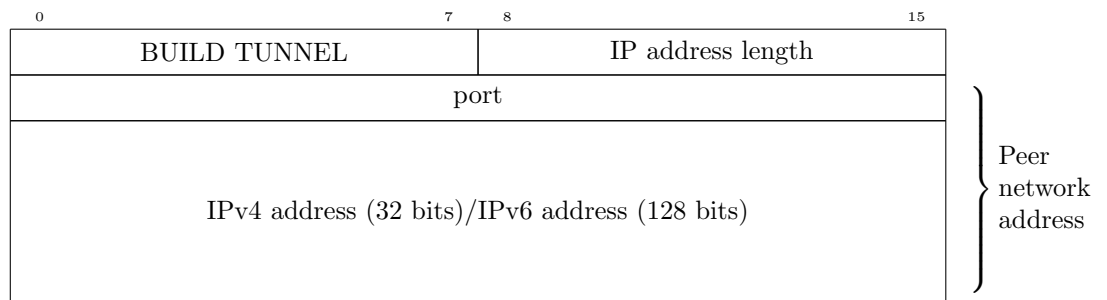 0 7 8 15
BUILD TUNNEL IP address length
port
IPv4 address (32 bits)/IPv6 address (128 bits)
Peer
network
address